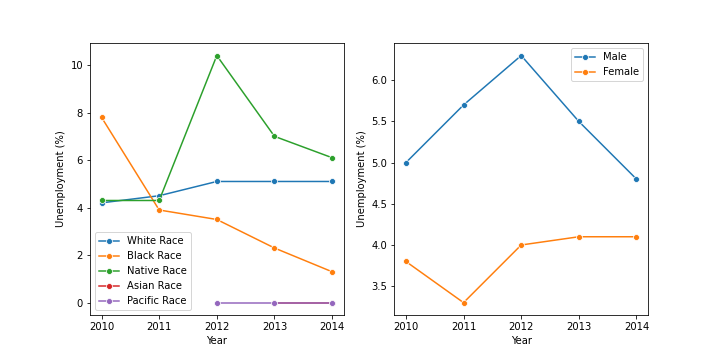 Unemployment (%)
10
8
6
4
2
0
White Race
Black Race
Native Race
Asian Race
Pacific Race
2010 2011 2012 2013 2014
Year
Unemployment (%)
6.0
5.5
5.0
4.5
4.0
3.5
Male
Female
2010 2011 2012 2013 2014
Year